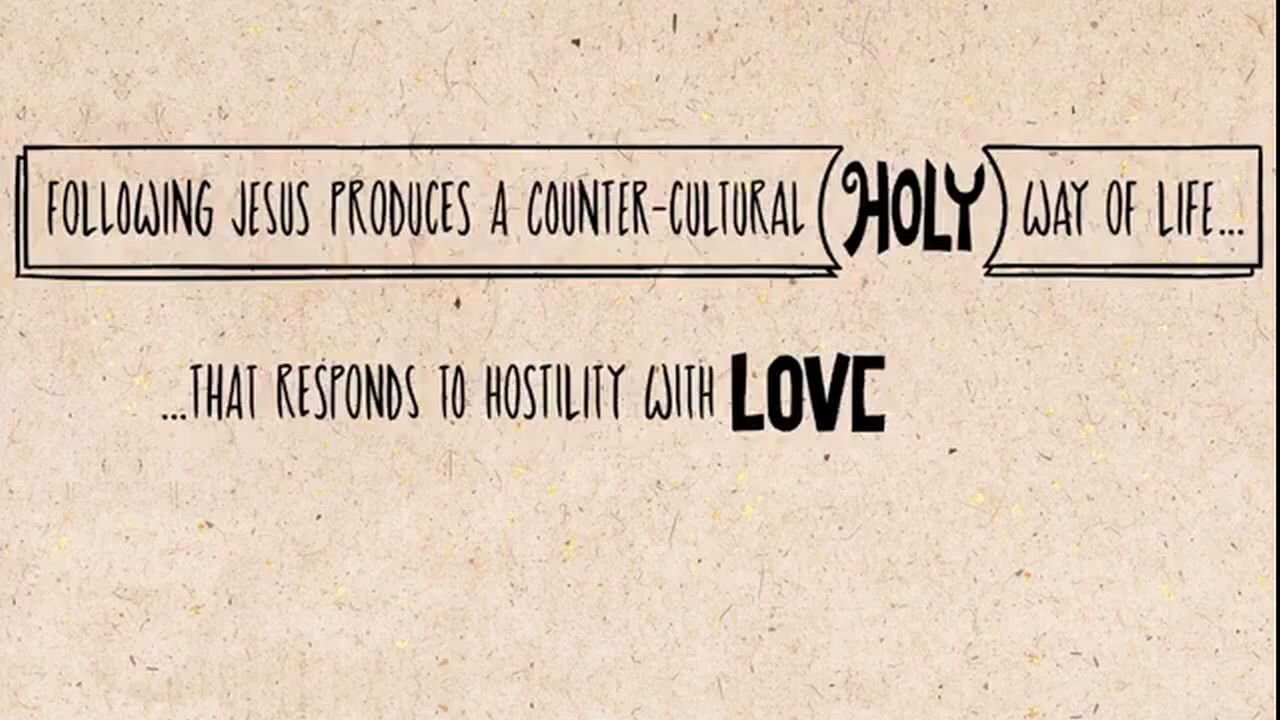 FOLLOWING JESUS PRODUCES A COUNTER-CULTURAL (HOLY) WAY OF LIFE...
...THAT RESPONDS TO HOSTILITY WITH LOVE